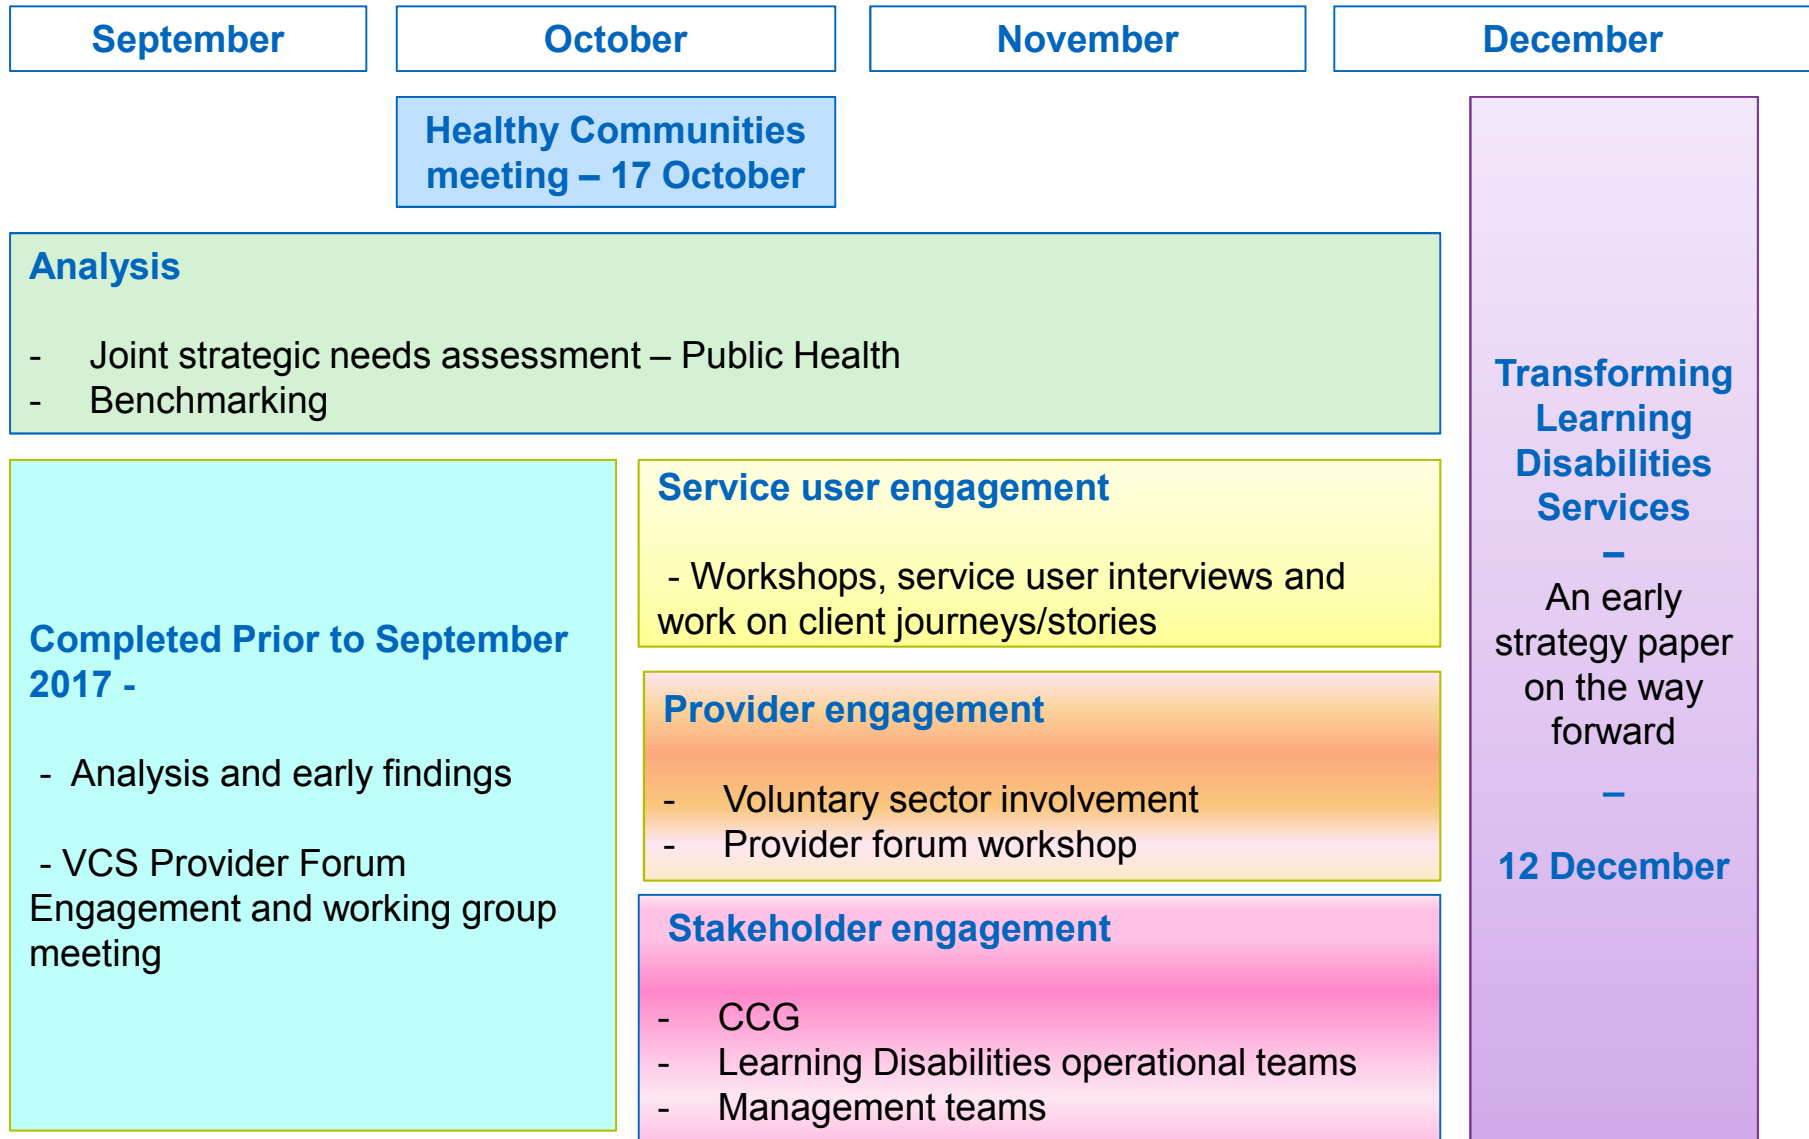 September
October
November
December
Healthy Communities
meeting – 17 October
Analysis
- Joint strategic needs assessment – Public Health
- Benchmarking
Completed Prior to September
2017 -
- Analysis and early findings
- VCS Provider Forum
Engagement and working group
meeting
Service user engagement
- Workshops, service user interviews and
work on client journeys/stories
Provider engagement
- Voluntary sector involvement
- Provider forum workshop
Stakeholder engagement
- CCG
- Learning Disabilities operational teams
- Management teams
Transforming
Learning
Disabilities
Services
–
An early
strategy paper
on the way
forward
–
12 December